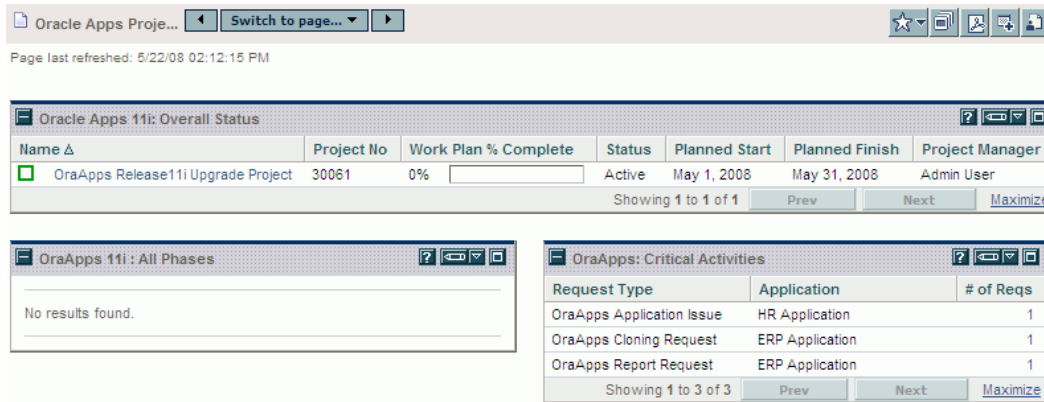 Oracle Apps Proje... Switch to page...
Page last refreshed: 5/22/08 02:12:15 PM
Oracle Apps 11i: Overall Status
Name Project No Work Plan % Complete Status Planned Start Planned Finish Project Manager
OraApps Release11i Upgrade Project 30061 0% Active May 1, 2008 May 31, 2008 Admin User
Showing 1 to 1 of 1 Prev Next Maximize
OraApps 11i : All Phases
No results found.
OraApps: Critical Activities
Request Type Application # of Reqs
OraApps Application Issue HR Application 1
OraApps Cloning Request ERP Application 1
OraApps Report Request ERP Application 1
Showing 1 to 3 of 3 Prev Next Maximize